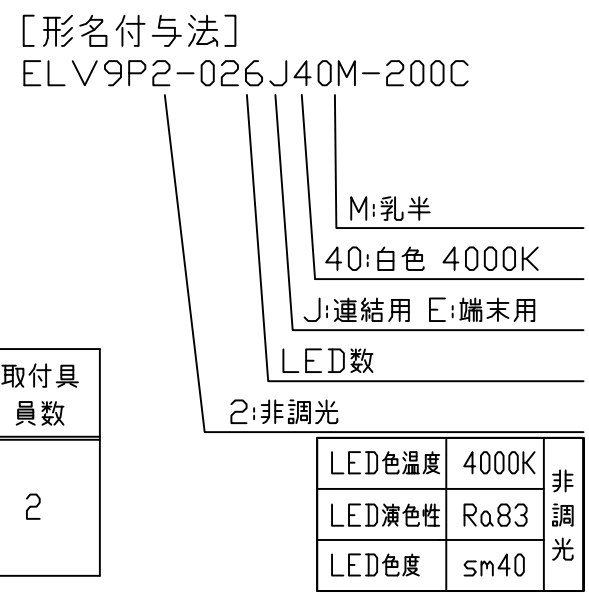 [形名付与法]
ELV9P2-026J40M-200C
M:乳半
40:白色 4000K
J:連結用 E:端末用
LED数
2:非調光
取付具
員数
2
LED色温度 4000K
LED演色性 Ra83
LED色度 sm40
非調光